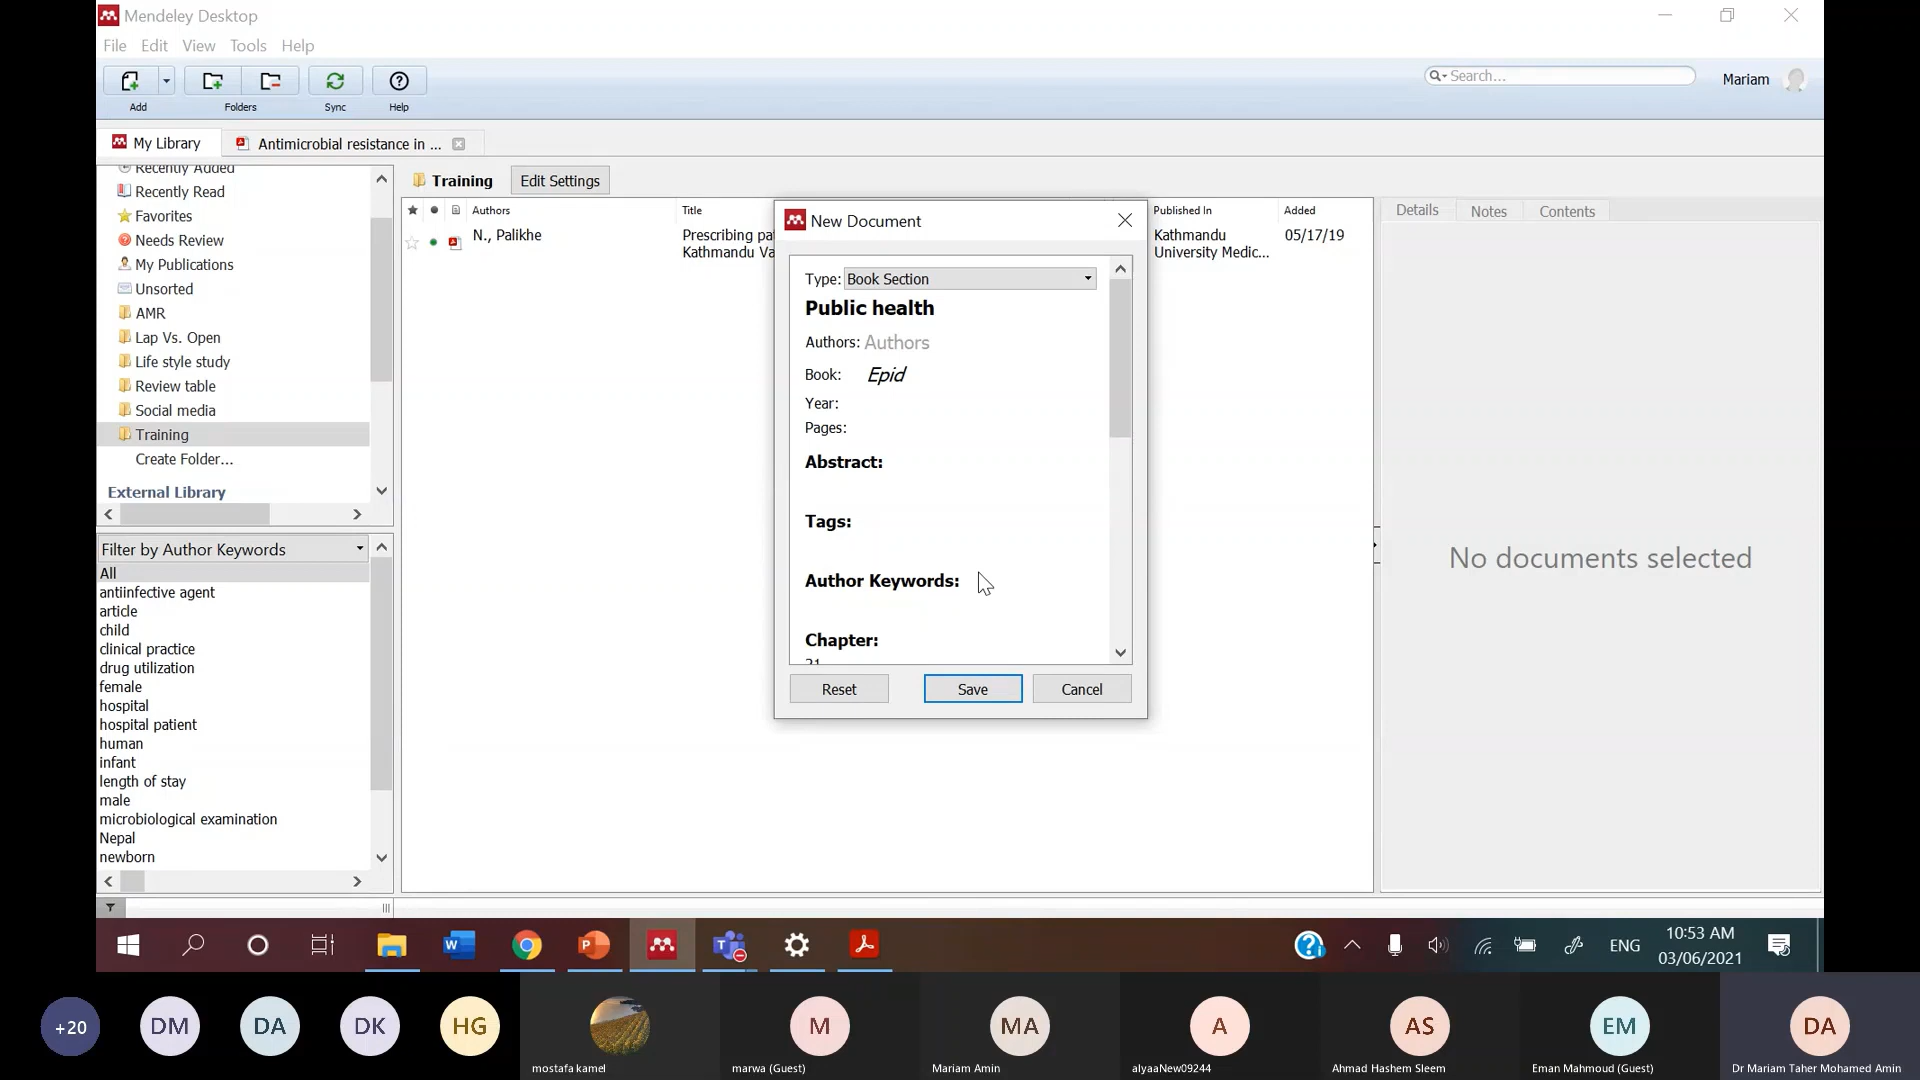 Mendeley Desktop
File Edit View Tools Help
Search...
Mariam
Add
Folders
Sync
Help
My Library
Antimicrobial resistance in ...
Recently Added
Recently Read
Favorites
Needs Review
My Publications
Unsorted
AMR
Lap Vs. Open
Life style study
Review table
Social media
Training
Create Folder...
External Library
Filter by Author Keywords
All
antiinfective agent
article
child
clinical practice
drug utilization
female
hospital
hospital patient
human
infant
length of stay
male
microbiological examination
Nepal
newborn
Training
Edit Settings
Authors Title Published In Added
N., Palikhe Prescribing pa Kathmandu 05/17/19
Kathmandu Va University Medic...
New Document
Type: Book Section
Public health
Authors: Authors
Book: Epid
Year:
Pages:
Abstract:
Tags:
Author Keywords:
Chapter:
21
Reset Save Cancel
Details Notes Contents
No documents selected
ENG
10:53 AM
03/06/2021
+20
DM
DA
DK
HG
mostafa kamel
M
marwa (Guest)
MA
Mariam Amin
A
alyaaNew09244
AS
Ahmad Hashem Sleem
EM
Eman Mahmoud (Guest)
DA
Dr Mariam Taher Mohamed Amin